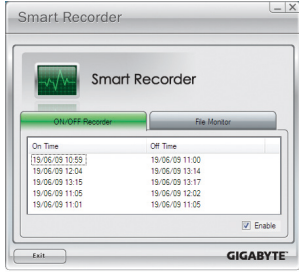 Smart Recorder
Smart Recorder
ON/OFF Recorder File Monitor
On Time Off Time
19/06/09 10:59 19/06/09 11:00
19/06/09 12:04 19/06/09 13:14
19/06/09 13:15 19/06/09 13:17
19/06/09 11:05 19/06/09 12:02
19/06/09 11:01 19/06/09 11:05
Enable
Exit GIGABYTE™